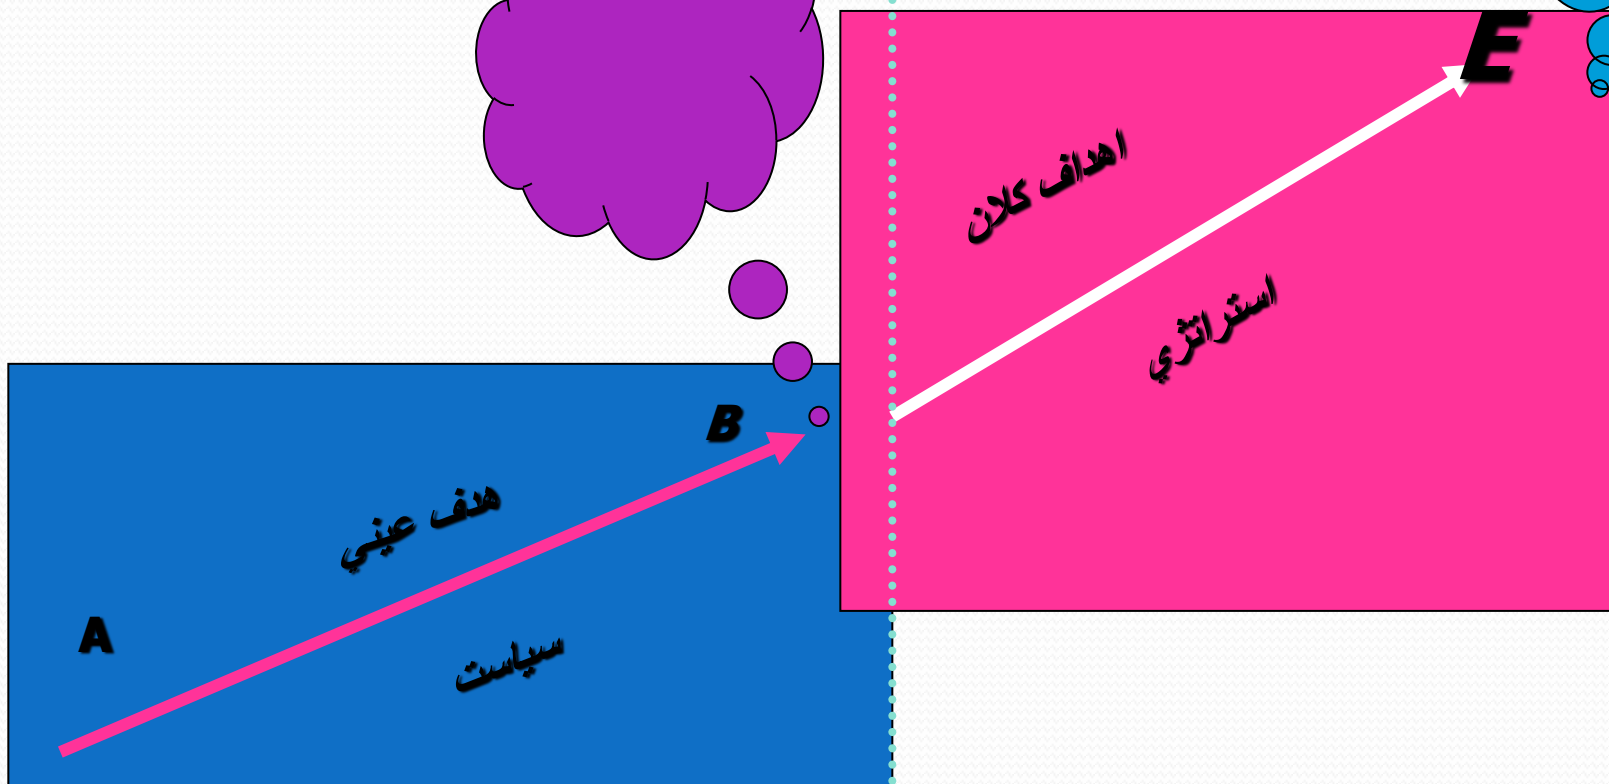 E
اهداف کلان
استراتژي
B
هدف عيني
A
سياست